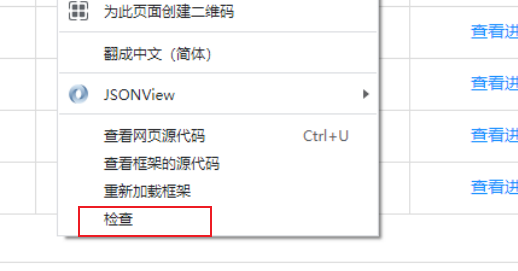 为此页面创建二维码
翻成中文（简体）
JSONView
查看网页源代码 Ctrl+U
查看框架的源代码
重新加载框架
检查
查看进
查看进
查看进
查看进